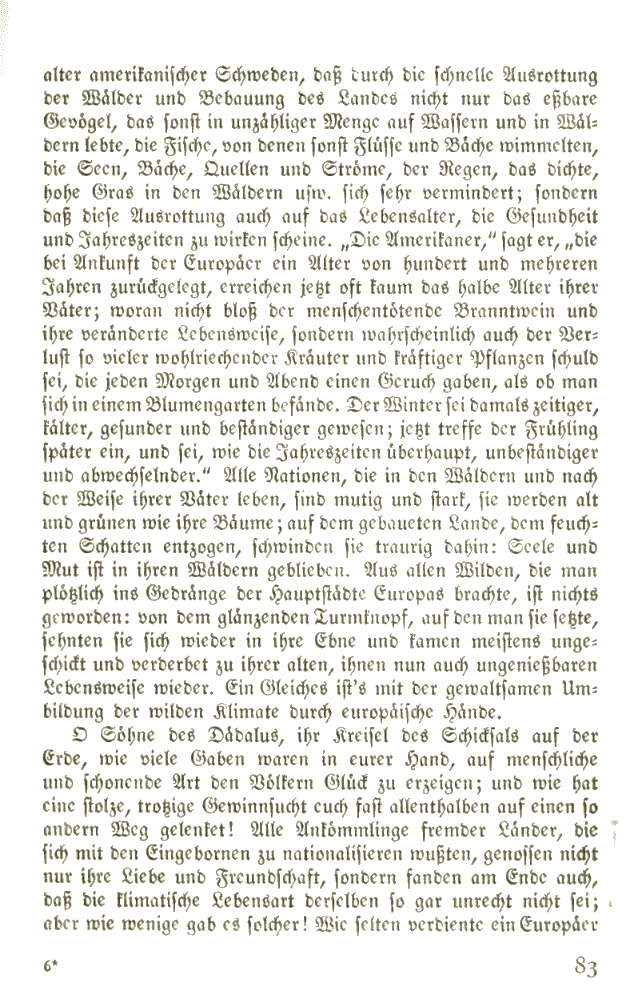 alter amerikanischer Schweden, daß durch die schnelle Ausrottung
der Wälder und Bebauung des Landes nicht nur das eßbare
Gevögel, das sonst in unzähliger Menge auf Wassern und in Wäl-
dern lebte, die Fische, von denen sonst Flüsse und Bäche wimmelten,
die Seen, Bäche, Quellen und Ströme, der Regen, das dichte,
hohe Gras in den Wäldern usw. sich sehr vermindert; sondern
daß diese Ausrottung auch auf das Lebensalter, die Gesundheit
und Jahreszeiten zu wirken scheine. „Die Amerikaner,“ sagt er, „die
bei Ankunft der Europäer ein Alter von hundert und mehreren
Jahren zurückgelegt, erreichen jetzt oft kaum das halbe Alter ihrer
Väter; woran nicht bloß der menschentötende Branntwein und
ihre veränderte Lebensweise, sondern wahrscheinlich auch der Ver-
lust so vieler wohlriechender Kräuter und kräftiger Pflanzen schuld
sei, die jeden Morgen und Abend einen Geruch gaben, als ob man
sich in einem Blumengarten befände. Der Winter sei damals zeitiger,
kälter, gesunder und beständiger gewesen; jetzt treffe der Frühling
später ein, und sei, wie die Jahreszeiten überhaupt, unbeständiger
und abwechselnder.“ Alle Nationen, die in den Wäldern und nach
der Weise ihrer Väter leben, sind mutig und stark, sie werden alt
und grünen wie ihre Bäume; auf dem gebaueten Lande, dem feuch-
ten Schatten entzogen, schwinden sie traurig dahin: Seele und
Mut ist in ihren Wäldern geblieben. Aus allen Wilden, die man
plötzlich ins Gedränge der Hauptstädte Europas brachte, ist nichts
geworden: von dem glänzenden Turmknopf, auf den man sie setzte,
sehnten sie sich wieder in ihre Ebne und kamen meistens unge-
schickt und verderbet zu ihrer alten, ihnen nun auch ungenießbaren
Lebensweise wieder. Ein Gleiches ist's mit der gewaltsamen Um-
bildung der wilden Klimate durch europäische Hände.
O Söhne des Dädalus, ihr Kreisel des Schicksals auf der
Erde, wie viele Gaben waren in eurer Hand, auf menschliche
und schonende Art den Völkern Glück zu erzeigen; und wie hat
eine stolze, trotzige Gewinnsucht euch fast allenthalben auf einen so
andern Weg gelenket! Alle Ankömmlinge fremder Länder, die
sich mit den Eingebornen zu nationalisieren wußten, genossen nicht
nur ihre Liebe und Freundschaft, sondern fanden am Ende auch,
daß die klimatische Lebensart derselben so gar unrecht nicht sei;
aber wie wenige gab es solcher! Wie selten verdiente ein Europäer
6* 83